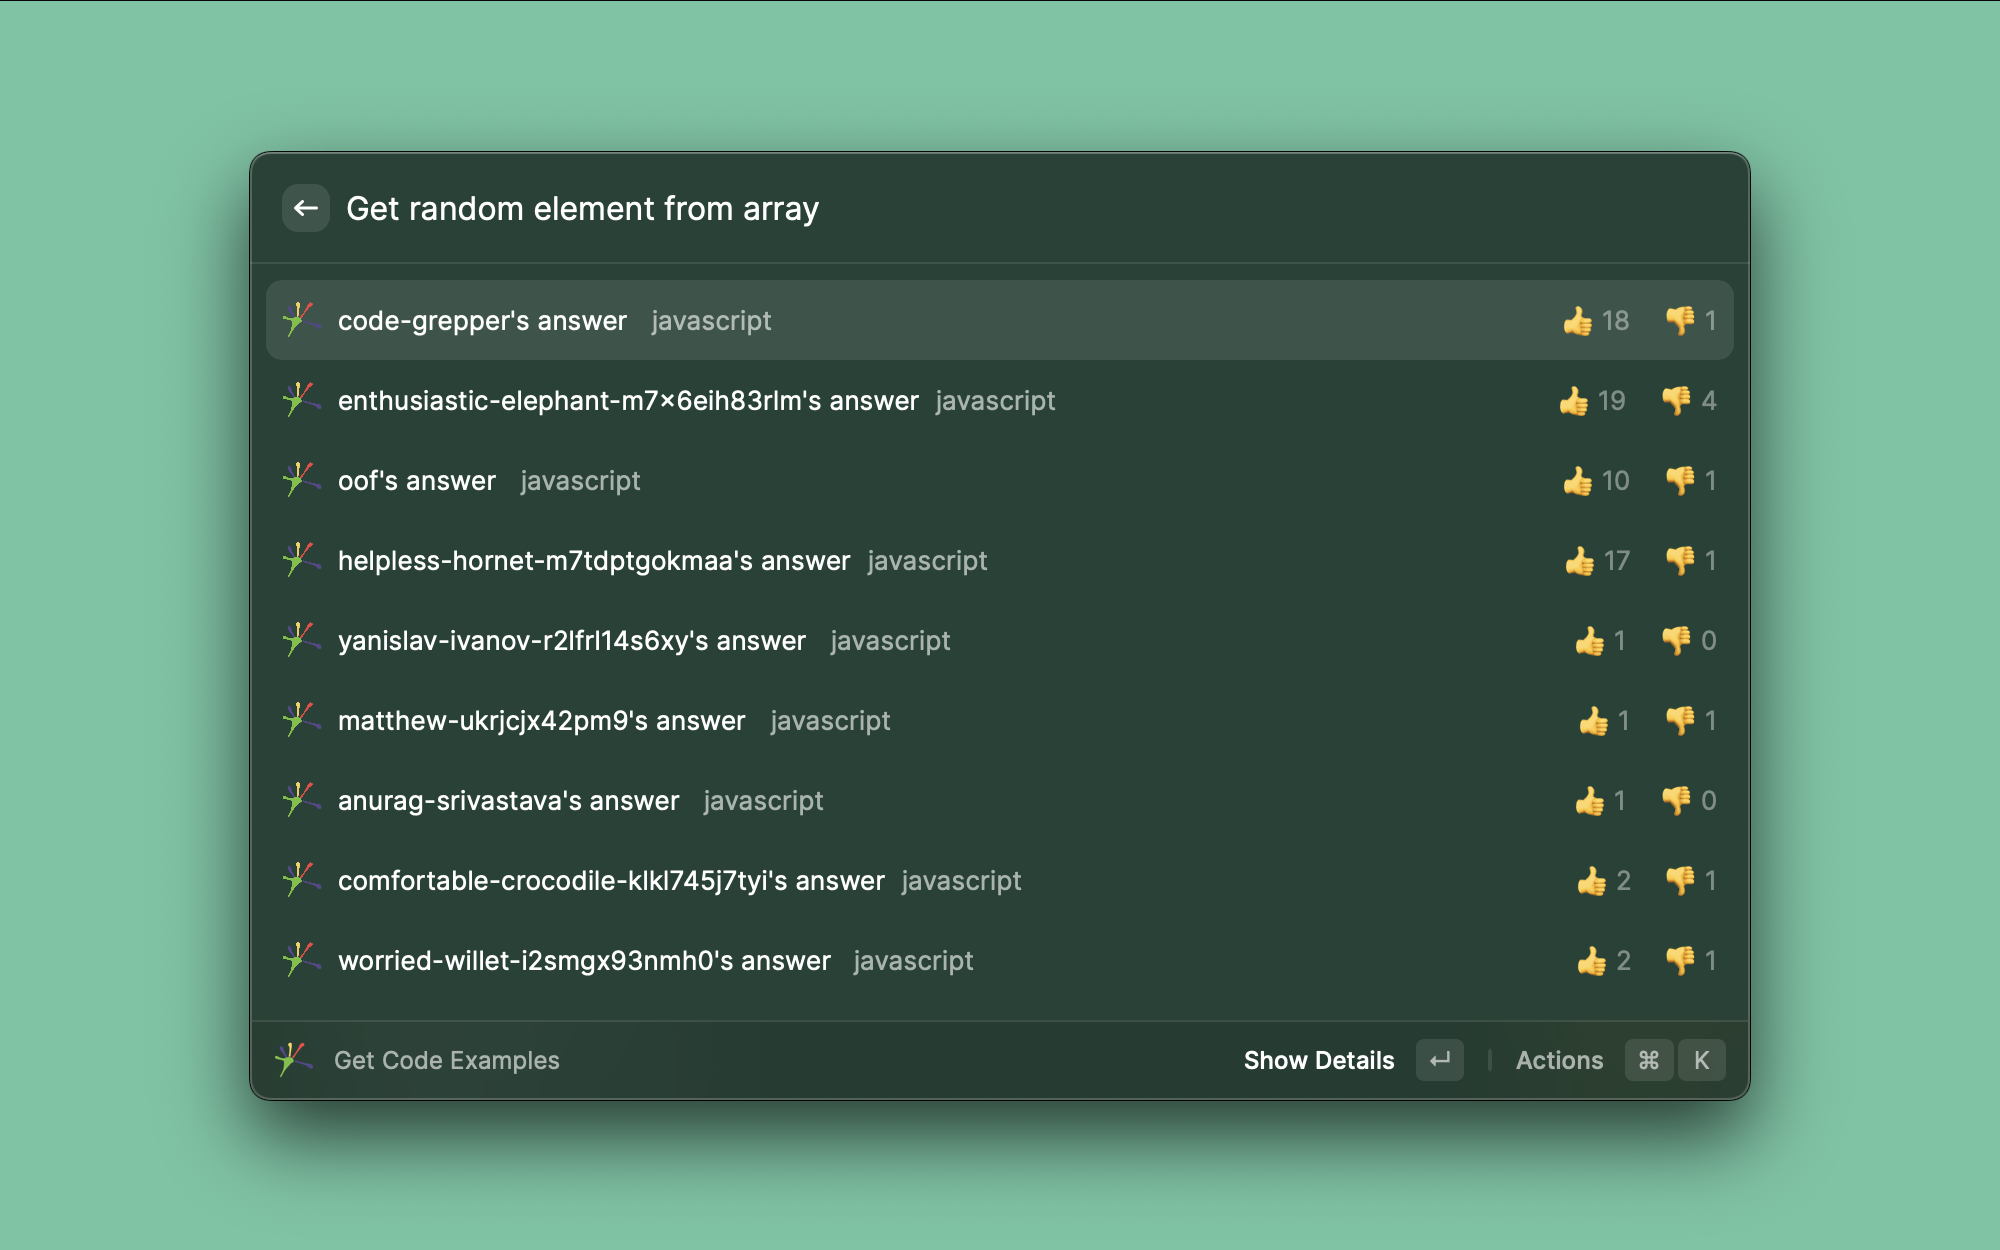 Get random element from array
code-grepper's answer javascript 👍 18 👎 1
enthusiastic-elephant-m7x6eih83rlm's answer javascript 👍 19 👎 4
oof's answer javascript 👍 10 👎 1
helpless-hornet-m7tdptgokmaa's answer javascript 👍 17 👎 1
yanislav-ivanov-r2lfrl14s6xy's answer javascript 👍 1 👎 0
matthew-ukrjcjx42pm9's answer javascript 👍 1 👎 1
anurag-srivastava's answer javascript 👍 1 👎 0
comfortable-crocodile-klkl745j7tyi's answer javascript 👍 2 👎 1
worried-willet-i2smgx93nmh0's answer javascript 👍 2 👎 1
Get Code Examples Show Details ↵ Actions ⌘ K